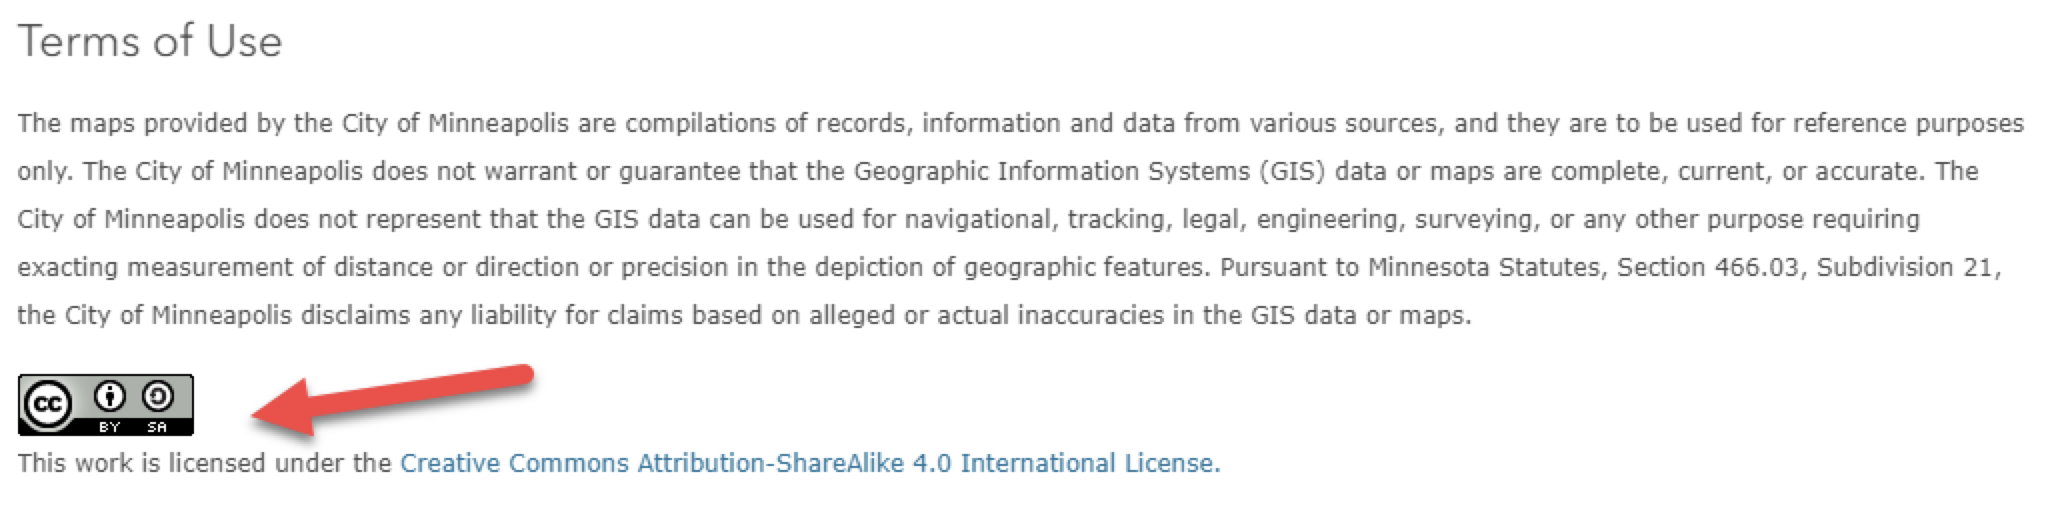 Terms of Use
The maps provided by the City of Minneapolis are compilations of records, information and data from various sources, and they are to be used for reference purposes
only. The City of Minneapolis does not warrant or guarantee that the Geographic Information Systems (GIS) data or maps are complete, current, or accurate. The
City of Minneapolis does not represent that the GIS data can be used for navigational, tracking, legal, engineering, surveying, or any other purpose requiring
exacting measurement of distance or direction or precision in the depiction of geographic features. Pursuant to Minnesota Statutes, Section 466.03, Subdivision 21,
the City of Minneapolis disclaims any liability for claims based on alleged or actual inaccuracies in the GIS data or maps.
cc
BY SA
This work is licensed under the Creative Commons Attribution-ShareAlike 4.0 International License.